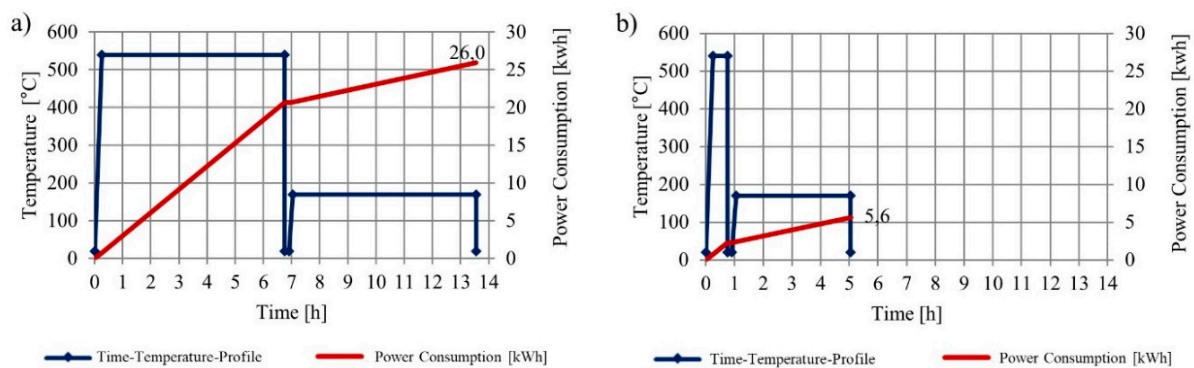 a)
600
500
400
300
200
100
0
Temperature [°C]
30
25
20
15
10
5
0
Power Consumption [kwh]
26,0
0 1 2 3 4 5 6 7 8 9 10 11 12 13 14
Time [h]
Time-Temperature-Profile
Power Consumption [kWh]
b)
600
500
400
300
200
100
0
Temperature [°C]
30
25
20
15
10
5
0
Power Consumption [kwh]
5,6
0 1 2 3 4 5 6 7 8 9 10 11 12 13 14
Time [h]
Time-Temperature-Profile
Power Consumption [kWh]